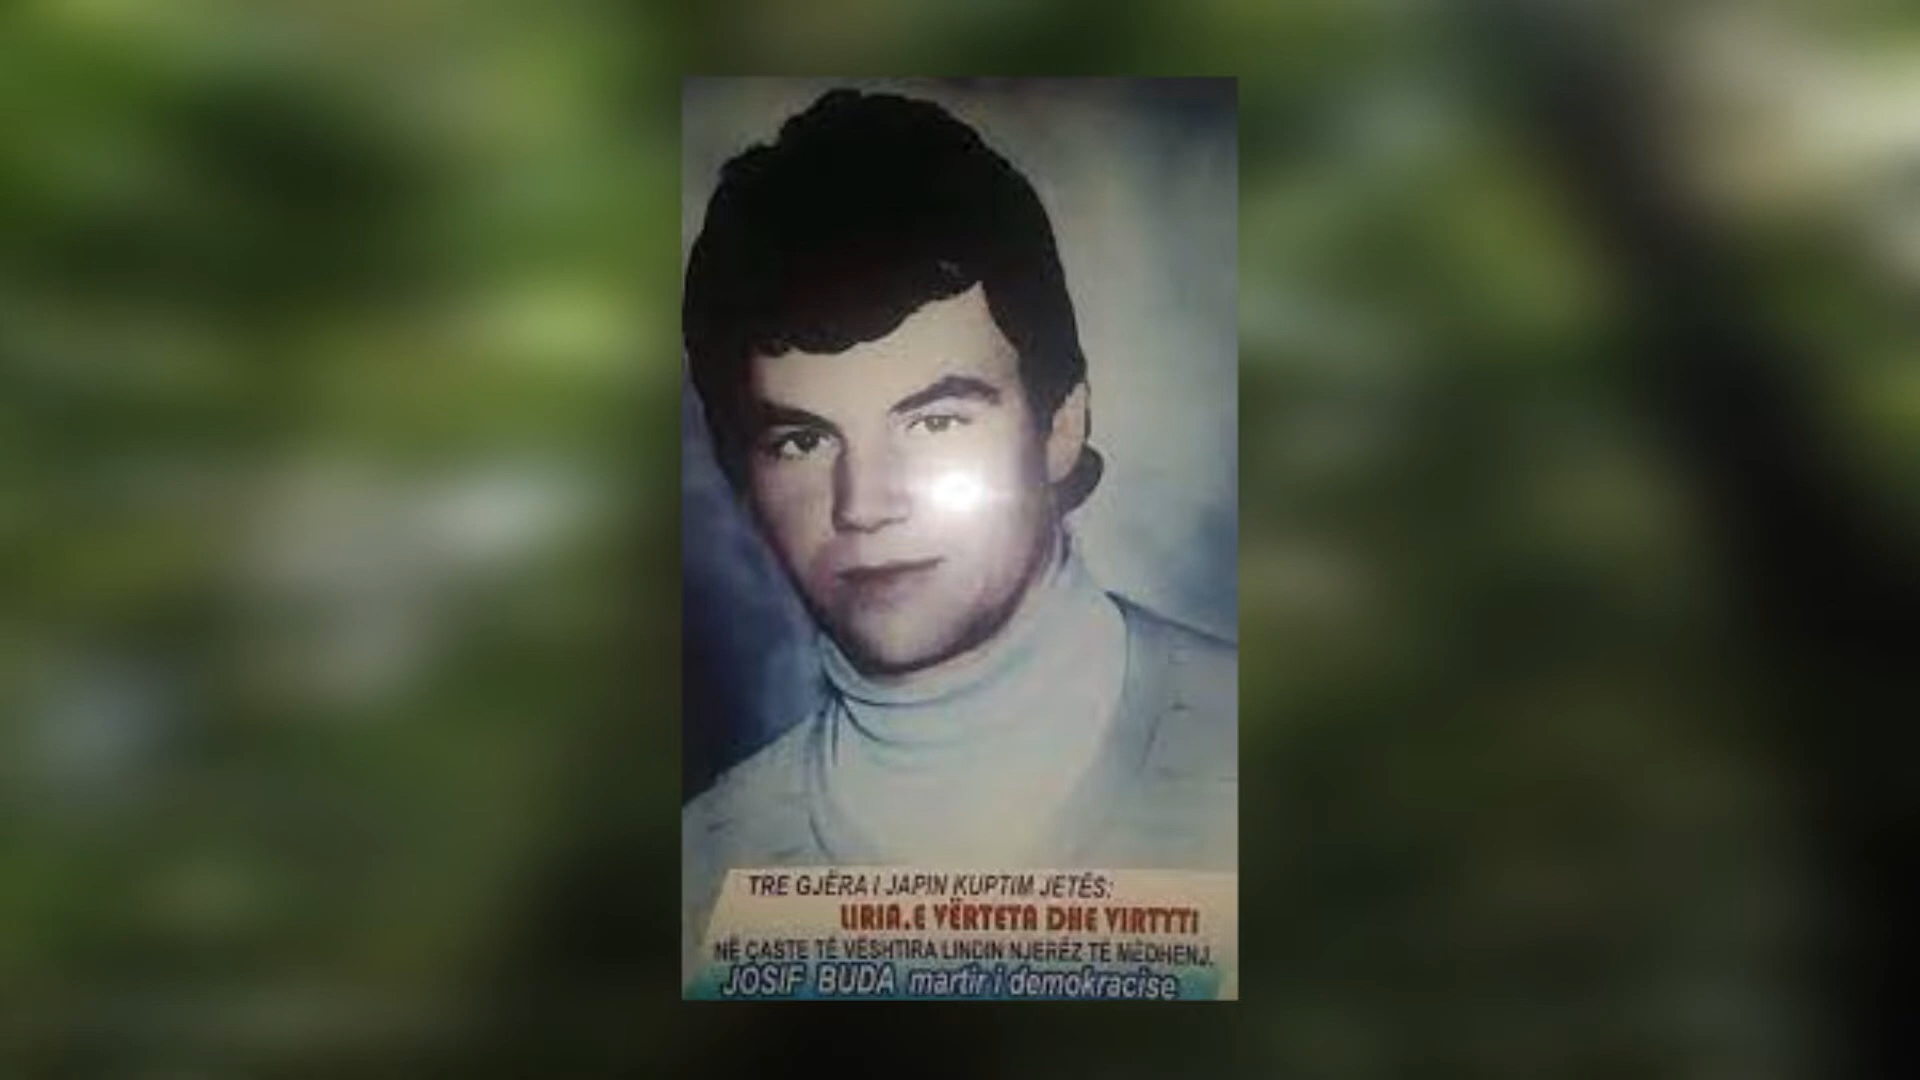 TRE GJËRA I JAPIN KUPTIM JETËS:
LIRIA.E VËRTETA DHE VIRTYTI
NË ÇASTE TË VËSHTIRA LINDIN NJERËZ TË MËDHENJ.
JOSIF BUDA martir i demokracise